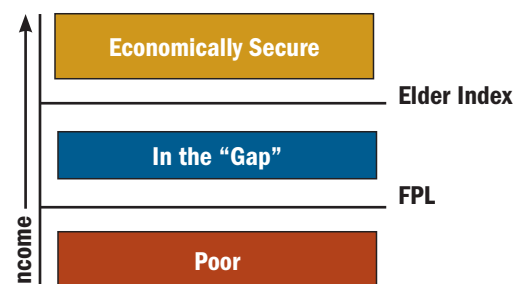 Economically Secure
Elder Index
In the “Gap”
FPL
Poor
ncome